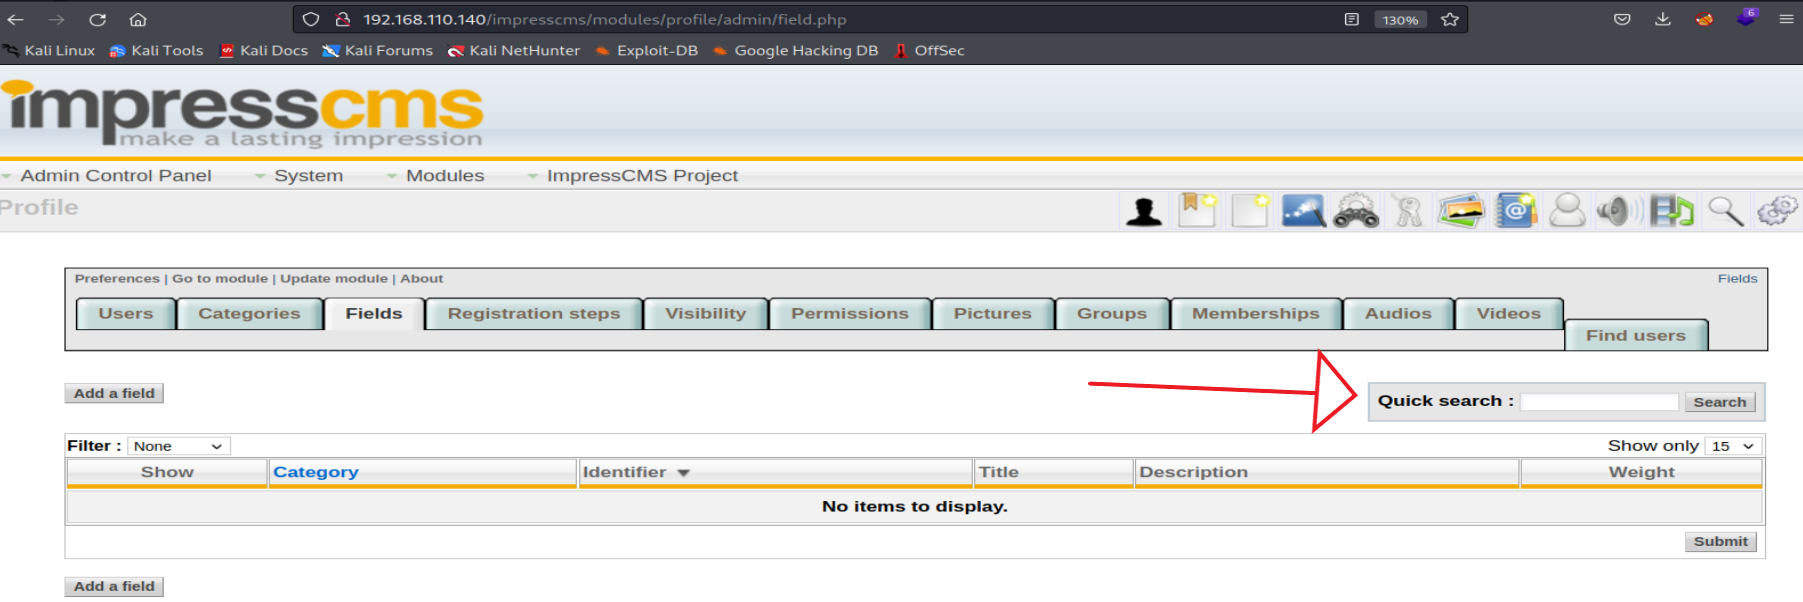 192.168.110.140/impresscms/modules/profile/admin/field.php 130%
Kali Linux Kali Tools Kali Docs Kali Forums Kali NetHunter Exploit-DB Google Hacking DB OffSec 6
impresscms
make a lasting impression
Admin Control Panel System Modules ImpressCMS Project
Profile
Preferences | Go to module | Update module | About Fields
Users Categories Fields Registration steps Visibility Permissions Pictures Groups Memberships Audios Videos
Find users
Add a field
Quick search : Search
Filter : None Show only 15
Show Category Identifier Title Description Weight
No items to display.
Submit
Add a field